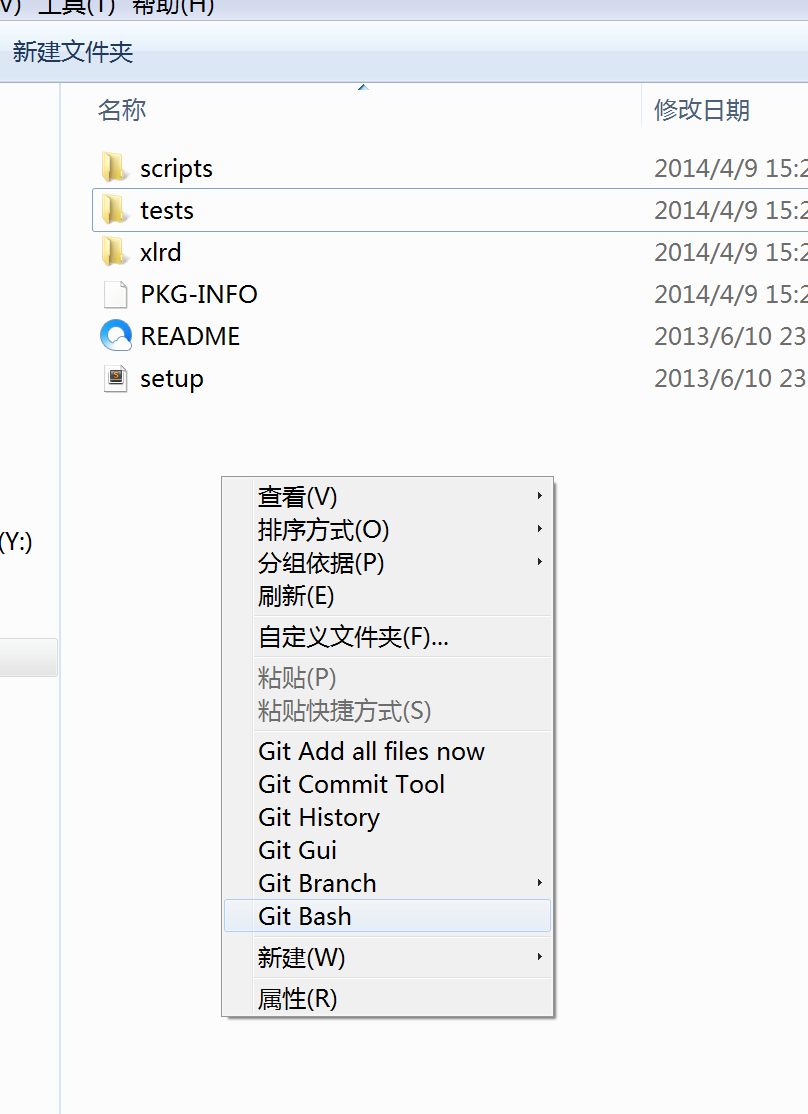 V) 工具(T) 帮助(H)
新建文件夹
名称 修改日期
scripts 2014/4/9 15:2
tests 2014/4/9 15:2
xlrd 2014/4/9 15:2
PKG-INFO 2014/4/9 15:2
README 2013/6/10 23
setup 2013/6/10 23
查看(V)
排序方式(O)
(Y:)
分组依据(P)
刷新(E)
自定义文件夹(F)...
粘贴(P)
粘贴快捷方式(S)
Git Add all files now
Git Commit Tool
Git History
Git Gui
Git Branch
Git Bash
新建(W)
属性(R)